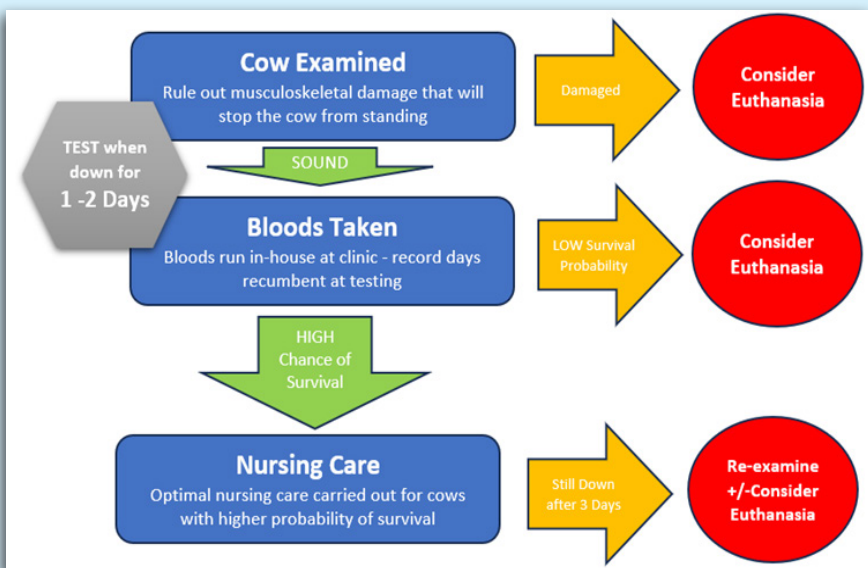 Cow Examined
Rule out musculoskeletal damage that will
stop the cow from standing
Damaged
Consider
Euthanasia
TEST when
down for
1 -2 Days
SOUND
Bloods Taken
Bloods run in-house at clinic - record days
recumbent at testing
LOW Survival
Probability
Consider
Euthanasia
HIGH
Chance of
Survival
Nursing Care
Optimal nursing care carried out for cows
with higher probability of survival
Still Down
after 3 Days
Re-examine
+/-Consider
Euthanasia